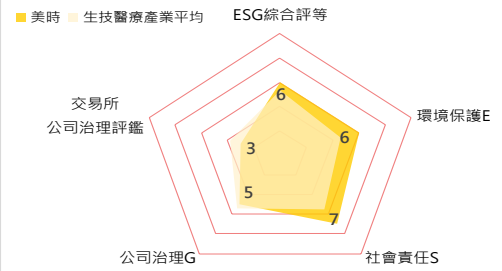 美時 生技醫療產業平均
ESG綜合評等
6
環境保護E
6
交易所
公司治理評鑑
3
5
7
公司治理G
社會責任S